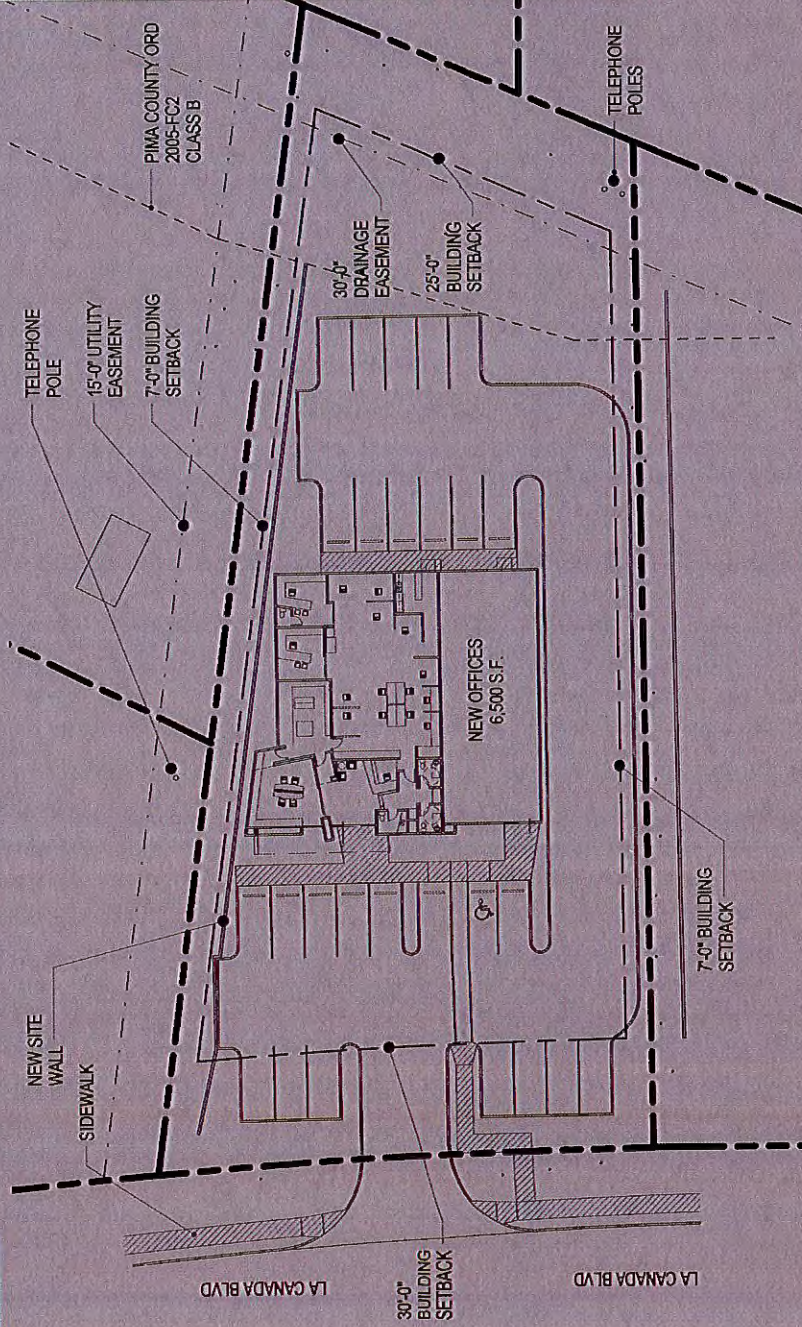 PIMA COUNTY ORD
2005-FC2
CLASS B
TELEPHONE
POLE
15'-0" UTILITY
EASEMENT
7'-0" BUILDING
SETBACK
NEW SITE
WALL
SIDEWALK
30'-0"
DRAINAGE
EASEMENT
25'-0"
BUILDING
SETBACK
TELEPHONE
POLES
NEW OFFICES
6,500 S.F.
7'-0" BUILDING
SETBACK
30'-0"
BUILDING
SETBACK
LA CANADA BLVD
LA CANADA BLVD